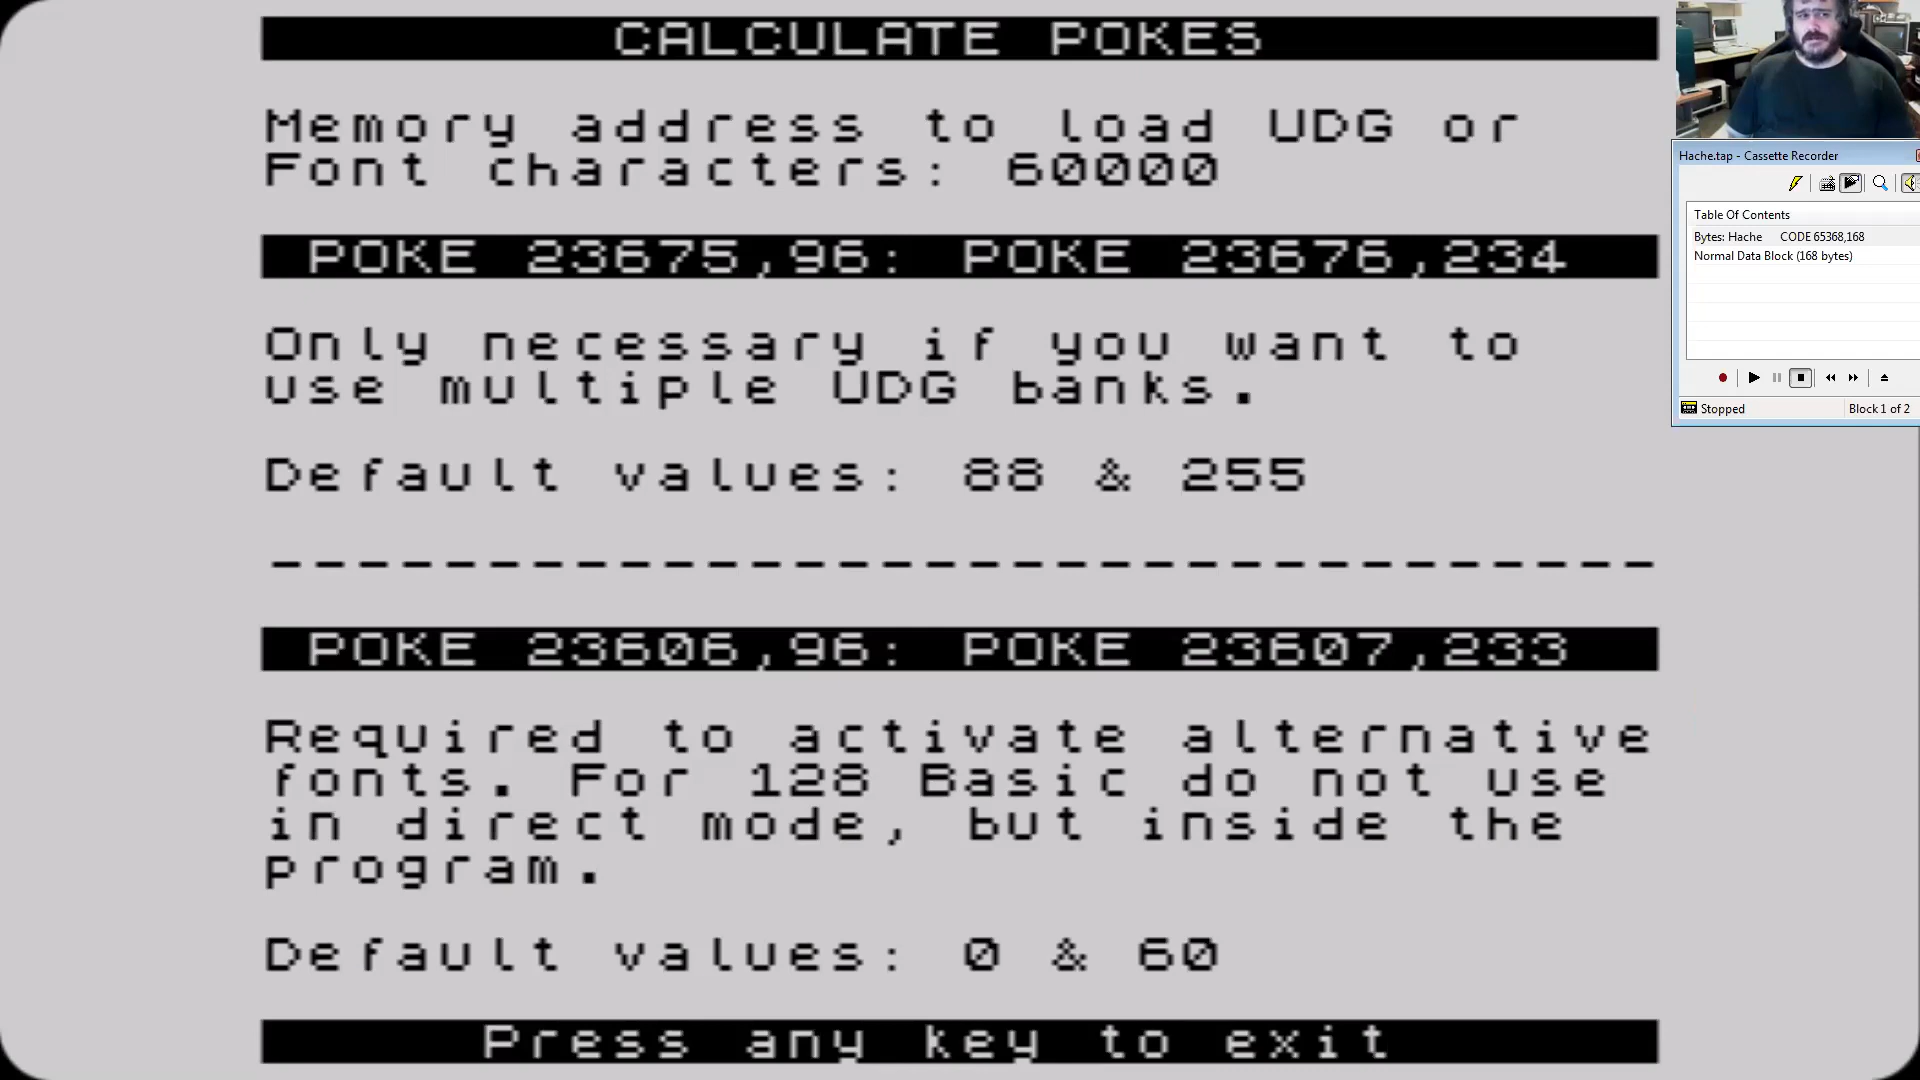 CALCULATE POKES
Memory address to load UDG or
Font characters: 60000
POKE 23675,96: POKE 23676,234
Only necessary if you want to
use multiple UDG banks.
Default values: 88 & 255
--------------------------------
POKE 23606,96: POKE 23607,233
Required to activate alternative
fonts. For 128 Basic do not use
in direct mode, but inside the
program.
Default values: 0 & 60
Press any key to exit
Hache.tap - Cassette Recorder
Table Of Contents
Bytes: Hache CODE 65368,168
Normal Data Block (168 bytes)
Stopped Block 1 of 2